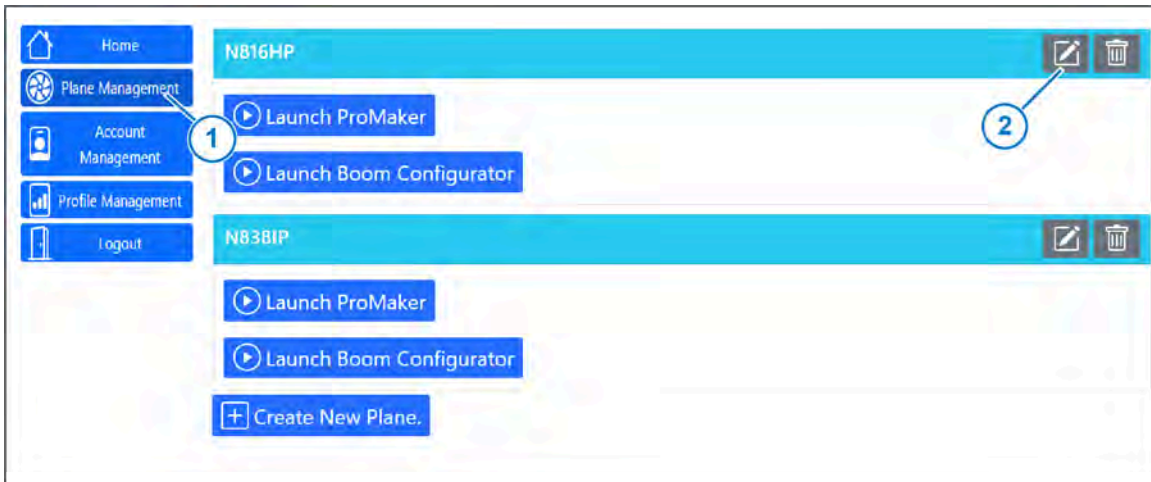 Home
Plane Management
Account
Management
Profile Management
Logout
1
N816HP
2
Launch ProMaker
Launch Boom Configurator
N838IP
Launch ProMaker
Launch Boom Configurator
Create New Plane.